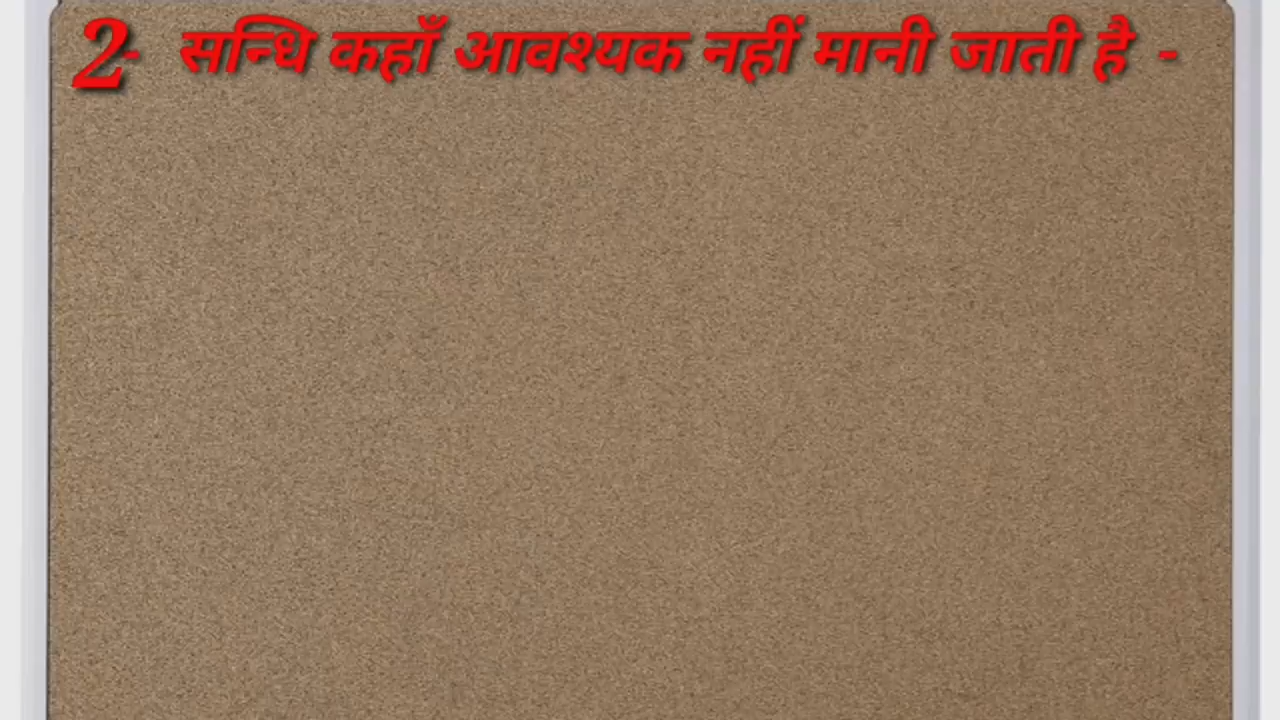 2- सन्धि कहाँ आवश्यक नहीं मानी जाती है -